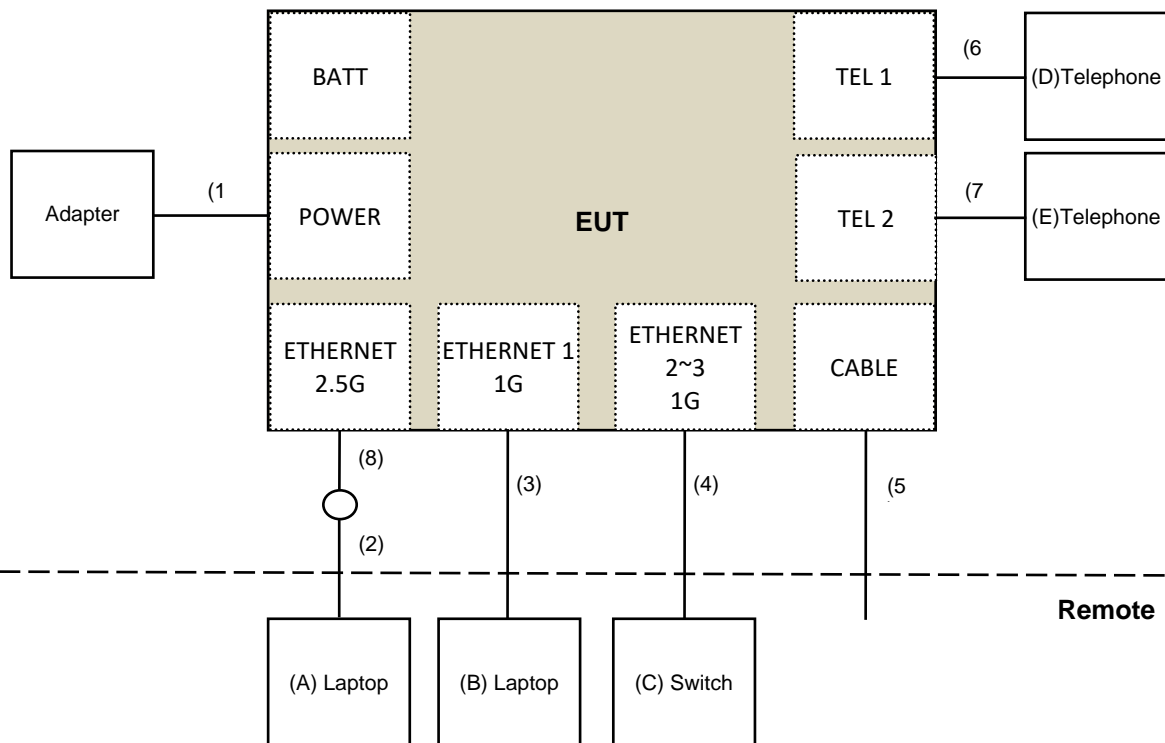 BATT
TEL 1
(6
(D)Telephone
Adapter
(1
POWER
EUT
TEL 2
(7
(E)Telephone
ETHERNET
2.5G
ETHERNET 1
1G
ETHERNET
2~3
1G
CABLE
(8)
(3)
(4)
(5
(2)
Remote
(A) Laptop
(B) Laptop
(C) Switch